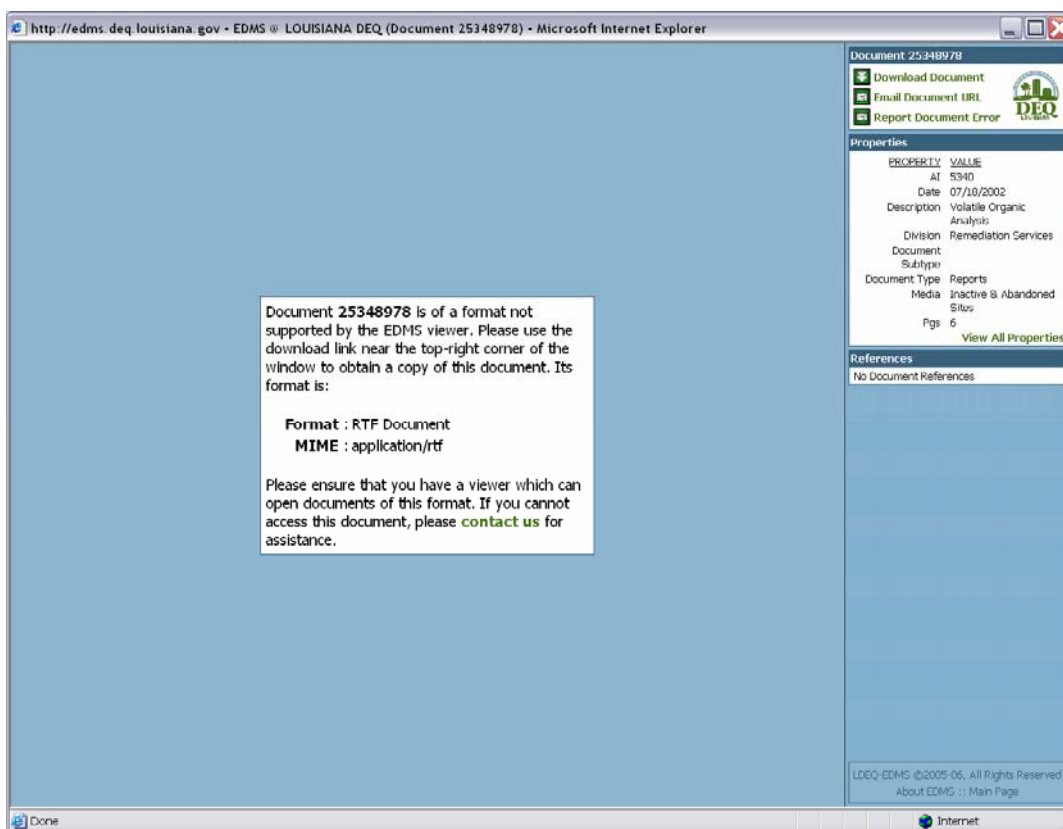 http://edms.deq.louisiana.gov - EDMS @ LOUISIANA DEQ (Document 25348978) - Microsoft Internet Explorer
Document 25348978
Download Document
Email Document URL
Report Document Error
DEQ
LOUISIANA
Properties
PROPERTY VALUE
AI 5340
Date 07/18/2002
Description Volatile Organic
Analysis
Division Remediation Services
Document
Subtype
Document Type Reports
Media Inactive & Abandoned
Sites
Pgs 6
View All Properties
References
No Document References
Document 25348978 is of a format not
supported by the EDMS viewer. Please use the
download link near the top-right corner of the
window to obtain a copy of this document. Its
format is:
Format : RTF Document
MIME : application/rtf
Please ensure that you have a viewer which can
open documents of this format. If you cannot
access this document, please contact us for
assistance.
LDEQ-EDMS ©2005-06, All Rights Reserved
About EDMS :: Main Page
Done
Internet